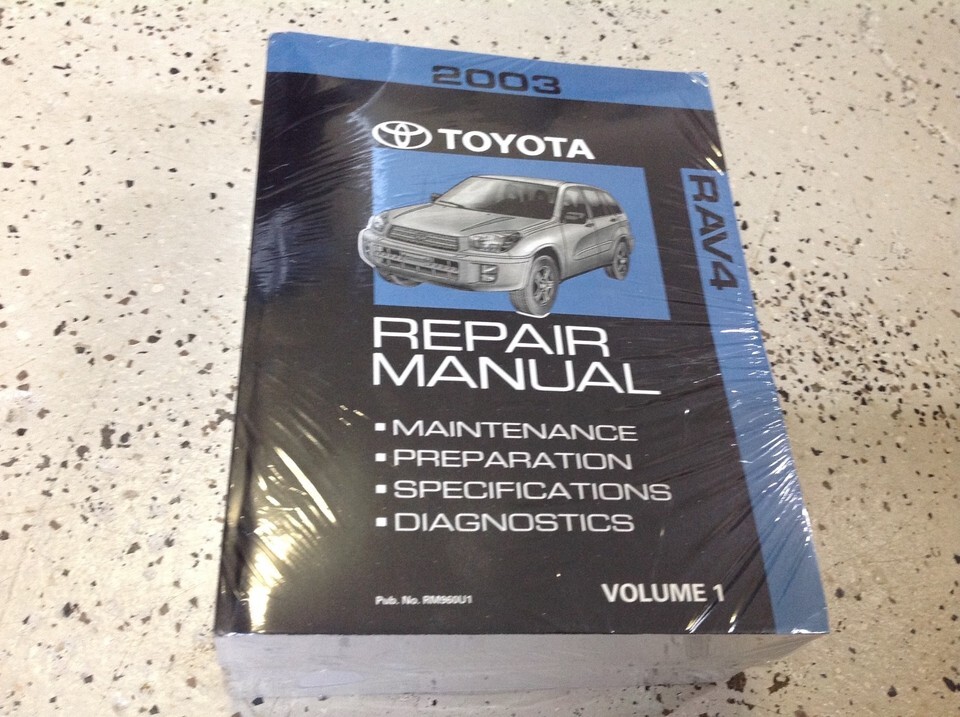 2003
TOYOTA
RAV4
REPAIR
MANUAL
▪ MAINTENANCE
▪ PREPARATION
▪ SPECIFICATIONS
▪ DIAGNOSTICS
Pub. No. RM960U1
VOLUME 1